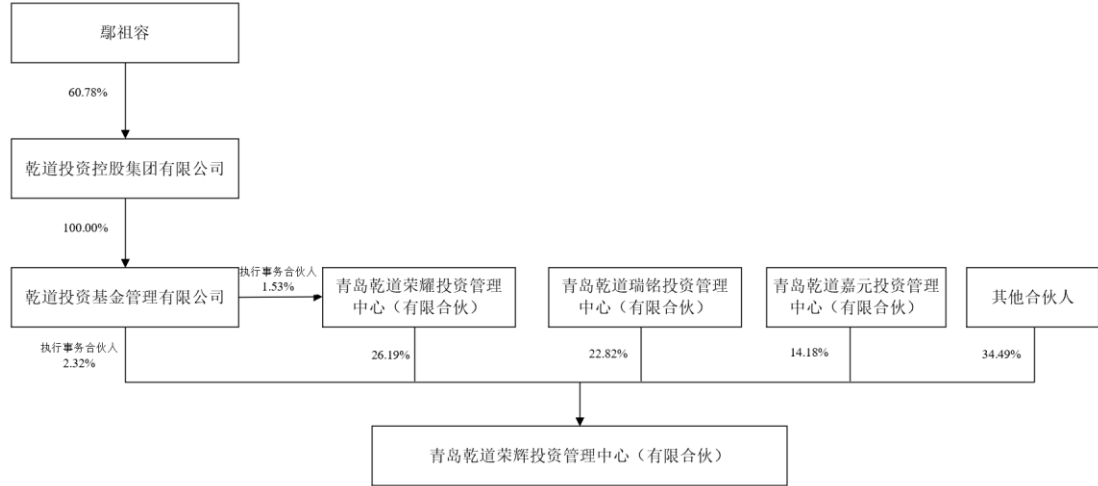 鄢祖容
60.78%
乾道投资控股集团有限公司
100.00%
乾道投资基金管理有限公司
执行事务合伙人
1.53%
青岛乾道荣耀投资管理
中心（有限合伙）
青岛乾道瑞铭投资管理
中心（有限合伙）
青岛乾道嘉元投资管理
中心（有限合伙）
其他合伙人
执行事务合伙人
2.32%
26.19%
22.82%
14.18%
34.49%
青岛乾道荣辉投资管理中心（有限合伙）